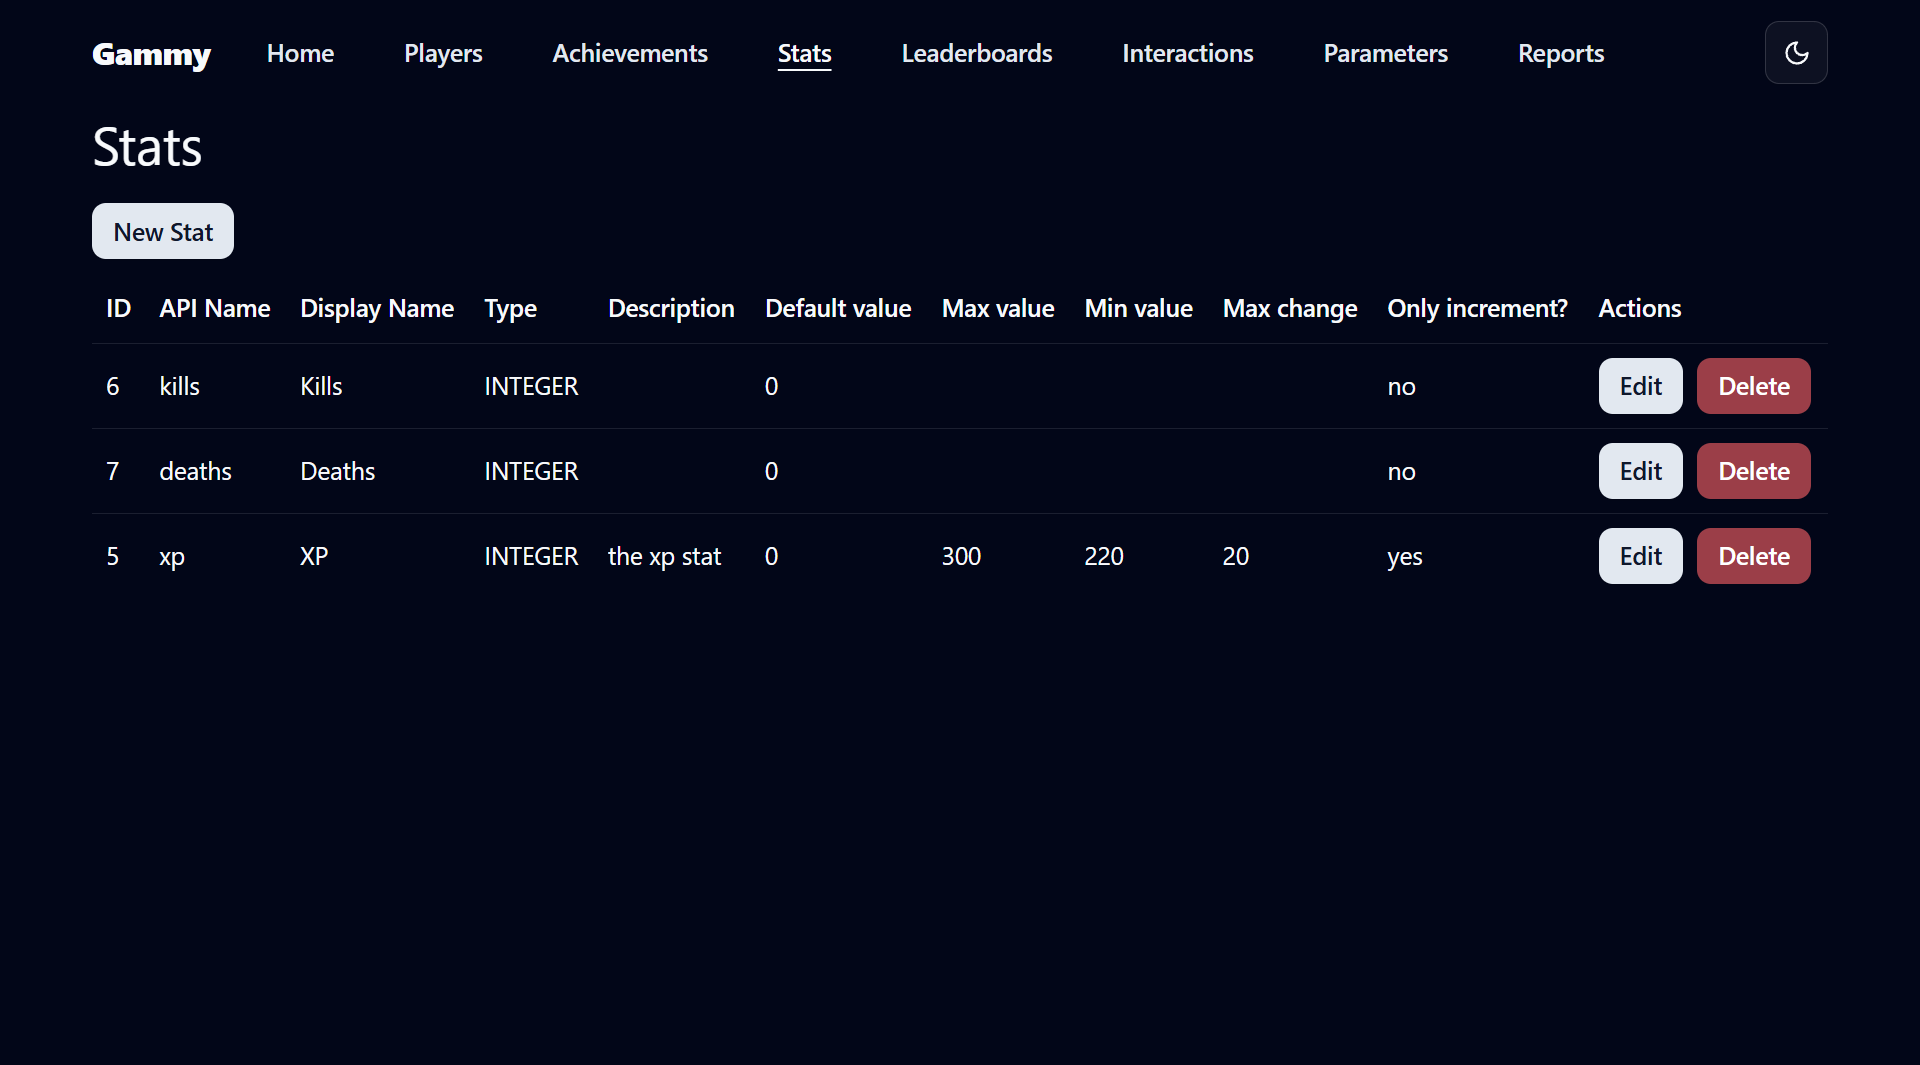 Gammy Home Players Achievements Stats Leaderboards Interactions Parameters Reports
Stats
New Stat
ID API Name Display Name Type Description Default value Max value Min value Max change Only increment? Actions
6 kills Kills INTEGER 0 no Edit Delete
7 deaths Deaths INTEGER 0 no Edit Delete
5 xp XP INTEGER the xp stat 0 300 220 20 yes Edit Delete